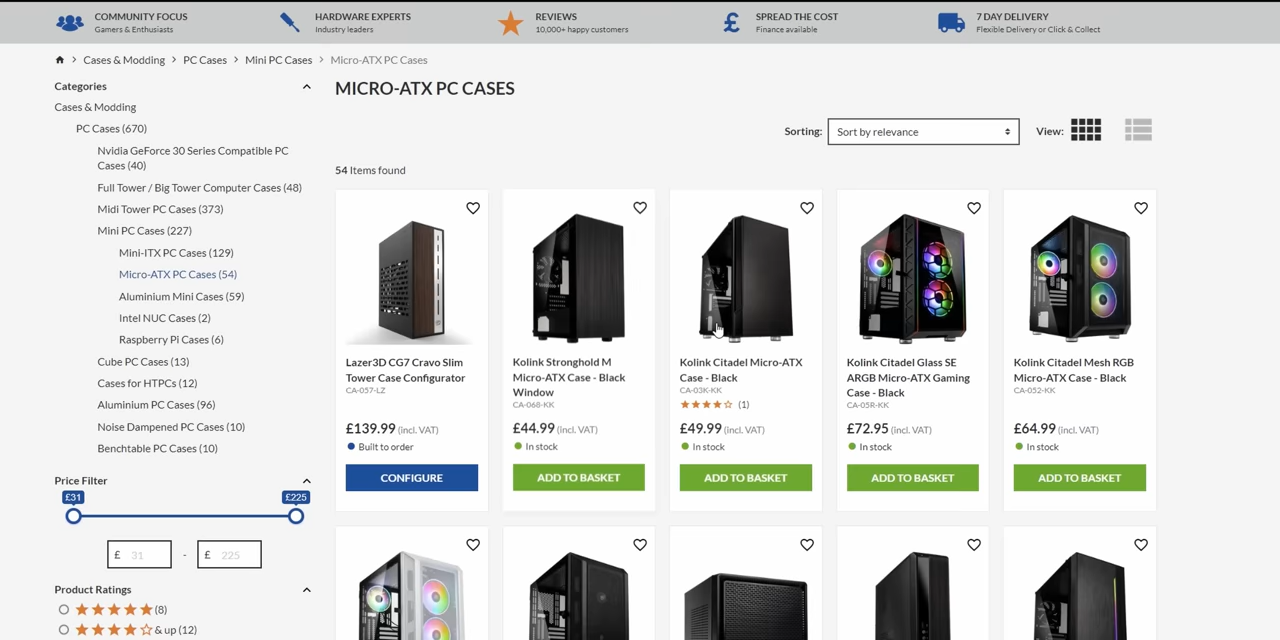 COMMUNITY FOCUS
Gamers & Enthusiasts
HARDWARE EXPERTS
Industry leaders
REVIEWS
10,000+ happy customers
SPREAD THE COST
Finance available
7 DAY DELIVERY
Flexible Delivery or Click & Collect
Cases & Modding > PC Cases > Mini PC Cases > Micro-ATX PC Cases
Categories
Cases & Modding
PC Cases (670)
Nvidia GeForce 30 Series Compatible PC
Cases (40)
Full Tower / Big Tower Computer Cases (48)
Midi Tower PC Cases (373)
Mini PC Cases (227)
Mini-ITX PC Cases (129)
Micro-ATX PC Cases (54)
Aluminium Mini Cases (59)
Intel NUC Cases (2)
Raspberry Pi Cases (6)
Cube PC Cases (13)
Cases for HTPCs (12)
Aluminium PC Cases (96)
Noise Dampened PC Cases (10)
Benchtable PC Cases (10)
Price Filter
£31
£225
£ 31 - £ 225
Product Ratings
(8)
& up (12)
MICRO-ATX PC CASES
Sorting: Sort by relevance
View:
54 Items found
Lazer3D CG7 Cravo Slim
Tower Case Configurator
CA-057-LZ
£139.99 (incl. VAT)
Built to order
CONFIGURE
Kolink Stronghold M
Micro-ATX Case - Black
Window
CA-068-KK
£44.99 (incl. VAT)
In stock
ADD TO BASKET
Kolink Citadel Micro-ATX
Case - Black
CA-03K-KK
(1)
£49.99 (incl. VAT)
In stock
ADD TO BASKET
Kolink Citadel Glass SE
ARGB Micro-ATX Gaming
Case - Black
CA-05R-KK
£72.95 (incl. VAT)
In stock
ADD TO BASKET
Kolink Citadel Mesh RGB
Micro-ATX Case - Black
CA-052-KK
£64.99 (incl. VAT)
In stock
ADD TO BASKET